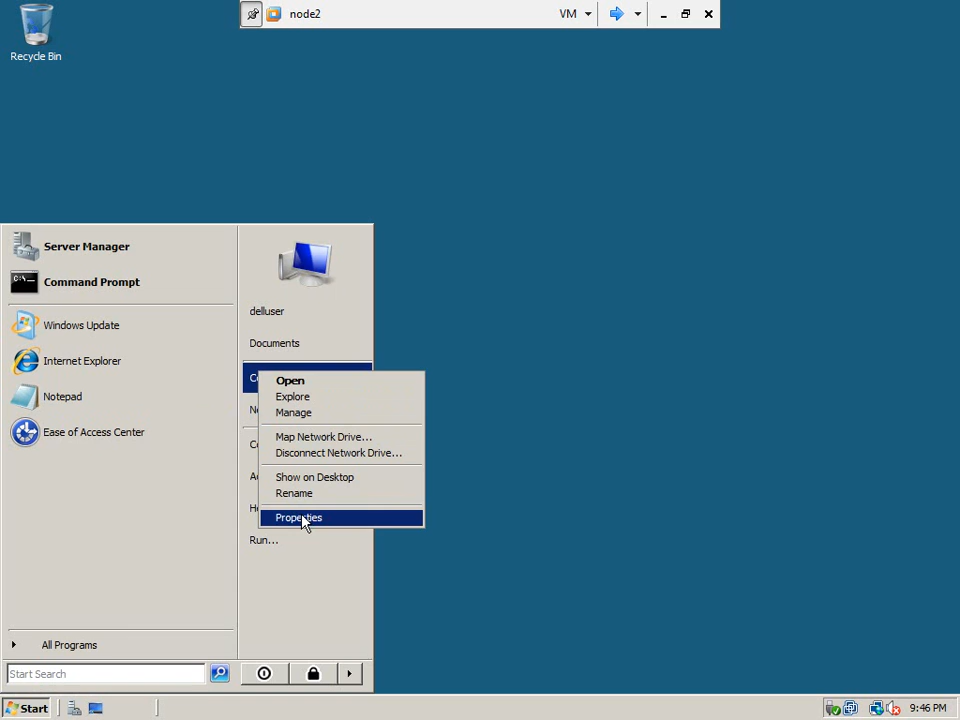 node2
VM
Recycle Bin
Server Manager
Command Prompt
Windows Update
Internet Explorer
Notepad
Ease of Access Center
All Programs
Start Search
delluser
Documents
Run...
Open
Explore
Manage
Map Network Drive...
Disconnect Network Drive...
Show on Desktop
Rename
Properties
Start
9:46 PM